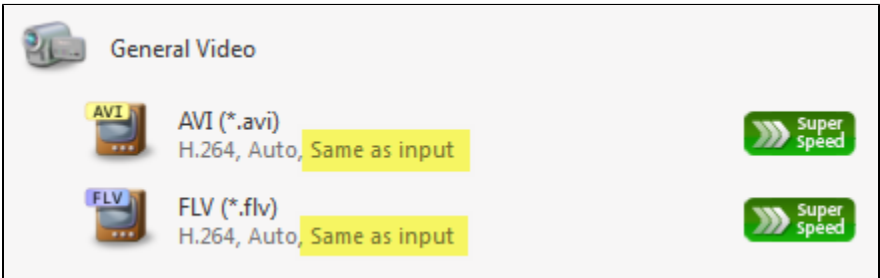 General Video
AVI
AVI (*.avi)
H.264, Auto, Same as input
Super
Speed
FLV
FLV (*.flv)
H.264, Auto, Same as input
Super
Speed